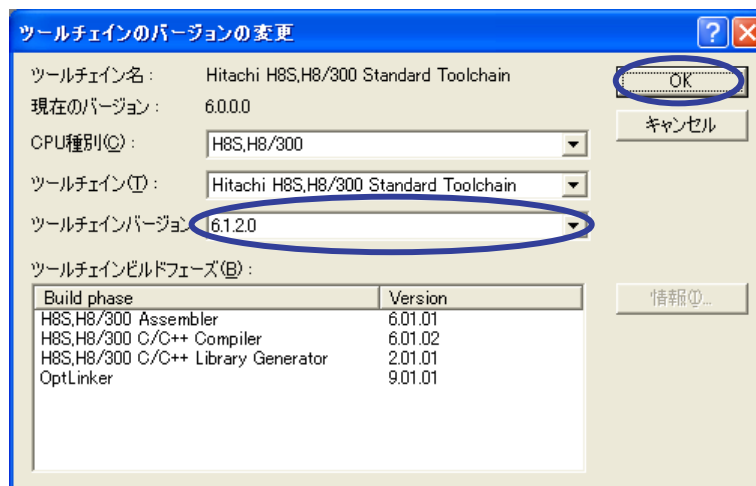 ツールチェインのバージョンの変更
ツールチェイン名： Hitachi H8S,H8/300 Standard Toolchain
現在のバージョン： 6.0.0.0
CPU種別(C)： H8S,H8/300
ツールチェイン(T)： Hitachi H8S,H8/300 Standard Toolchain
ツールチェインバージョン 6.1.2.0
ツールチェインビルドフェーズ(B)：
Build phase Version
H8S,H8/300 Assembler 6.01.01
H8S,H8/300 C/C++ Compiler 6.01.02
H8S,H8/300 C/C++ Library Generator 2.01.01
OptLinker 9.01.01
OK
キャンセル
情報(I)...